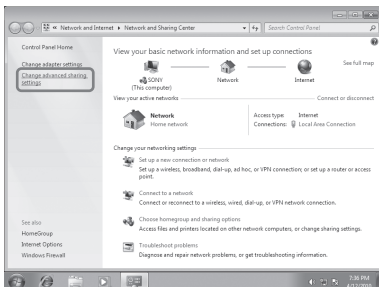 « Network and Internet ▸ Network and Sharing Center
Search Control Panel
Control Panel Home
Change adapter settings
Change advanced sharing
settings
See also
HomeGroup
Internet Options
Windows Firewall
View your basic network information and set up connections
See full map
SONY
(This computer)
Network
Internet
View your active networks
Connect or disconnect
Network
Home network
Access type: Internet
Connections: Local Area Connection
Change your networking settings
Set up a new connection or network
Set up a wireless, broadband, dial-up, ad hoc, or VPN connection; or set up a router or access
point.
Connect to a network
Connect or reconnect to a wireless, wired, dial-up, or VPN network connection.
Choose homegroup and sharing options
Access files and printers located on other network computers, or change sharing settings.
Troubleshoot problems
Diagnose and repair network problems, or get troubleshooting information.
7:36 PM